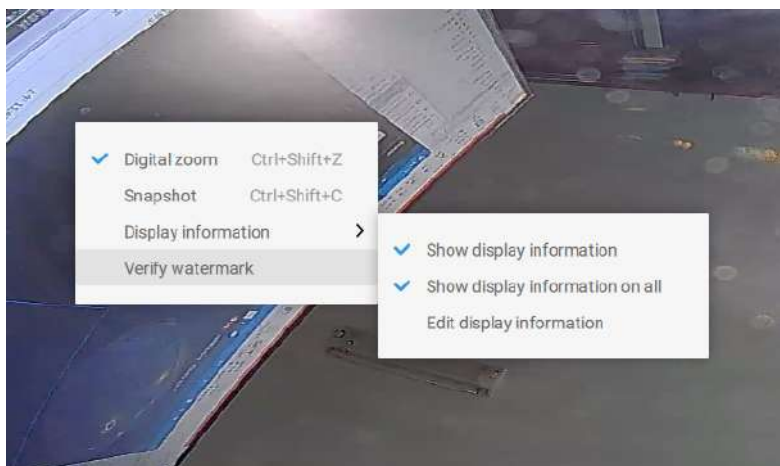 Digital zoom Ctrl+Shift+Z
Snapshot Ctrl+Shift+C
Display information
Verify watermark
Show display information
Show display information on all
Edit display information